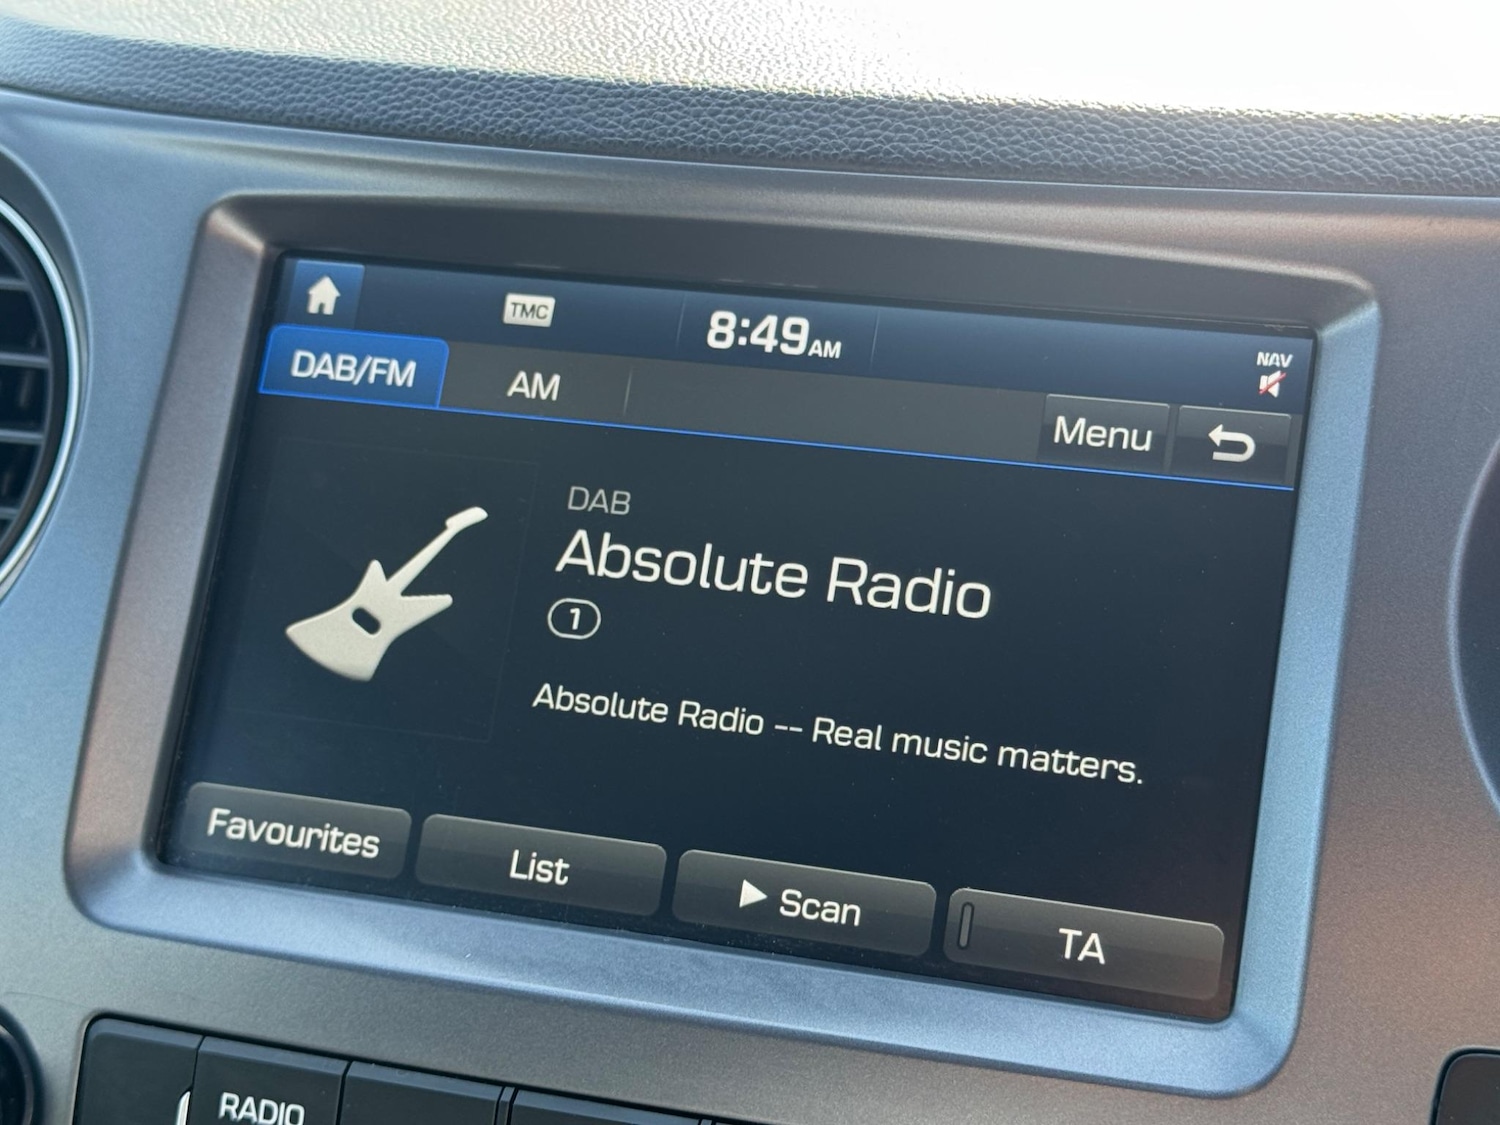 TMC
8:49AM
NAV
DAB/FM
AM
Menu
DAB
Absolute Radio
1
Absolute Radio -- Real music matters.
Favourites
List
Scan
TA
RADIO